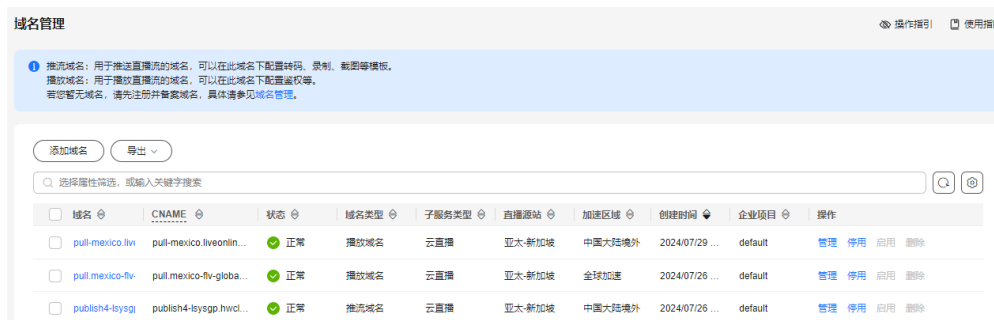 域名管理
操作指引
使用指
推流域名：用于推送直播流的域名，可以在此域名下配置转码、录制、截图等模板。
播放域名：用于播放直播流的域名，可以在此域名下配置鉴权等。
若您暂无域名，请先注册并备案域名，具体请参见域名管理。
添加域名 导出
选择属性筛选，或输入关键字搜索
域名 CNAME 状态 域名类型 子服务类型 直播源站 加速区域 创建时间 企业项目 操作
pull-mexico.liv pull-mexico.liveonlin... 正常 播放域名 云直播 亚太-新加坡 中国大陆境外 2024/07/29 ... default 管理 停用 启用 删除
pull.mexico-flv- pull.mexico-flv-globa... 正常 播放域名 云直播 亚太-新加坡 全球加速 2024/07/26 ... default 管理 停用 启用 删除
publish4-lsysg publish4-lsysgp.hwcl... 正常 推流域名 云直播 亚太-新加坡 中国大陆境外 2024/07/26 ... default 管理 停用 启用 删除